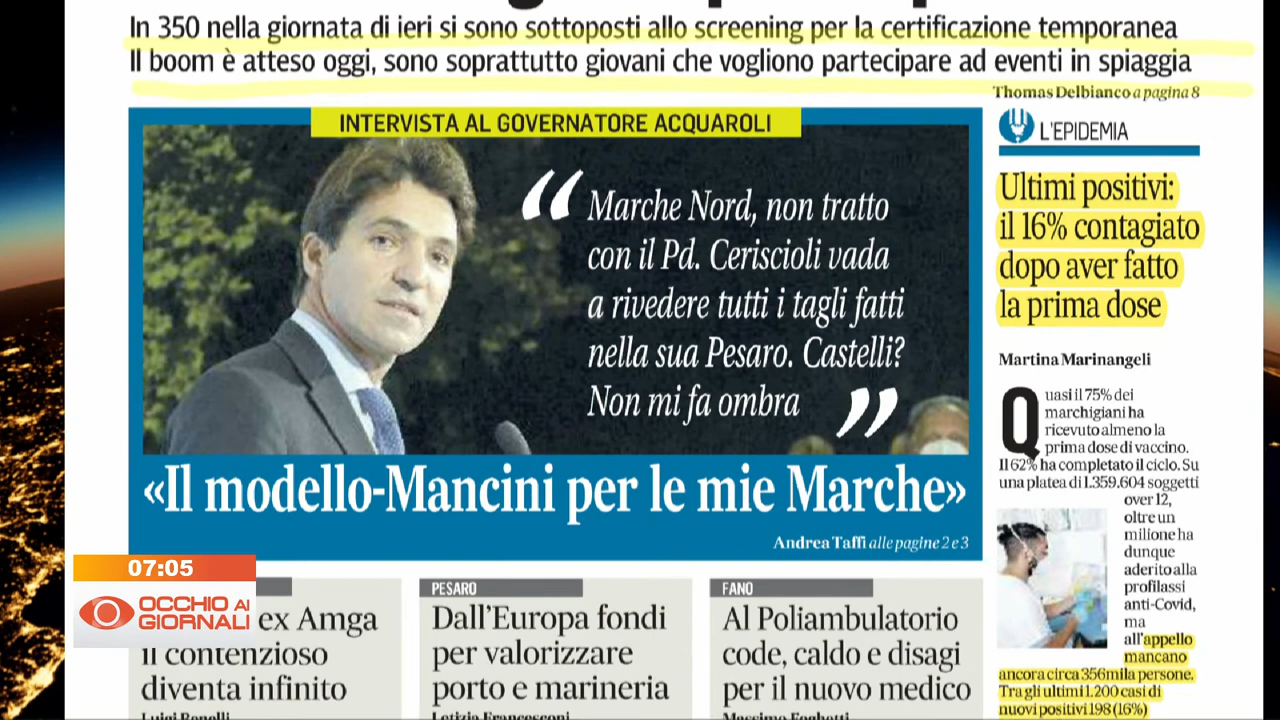 In 350 nella giornata di ieri si sono sottoposti allo screening per la certificazione temporanea
Il boom è atteso oggi, sono soprattutto giovani che vogliono partecipare ad eventi in spiaggia
Thomas Delbianco a pagina 8
INTERVISTA AL GOVERNATORE ACQUAROLI
“Marche Nord, non tratto
con il Pd. Ceriscioli vada
a rivedere tutti i tagli fatti
nella sua Pesaro. Castelli?
Non mi fa ombra”
«Il modello-Mancini per le mie Marche»
Andrea Taffi alle pagine 2 e 3
L'EPIDEMIA
Ultimi positivi:
il 16% contagiato
dopo aver fatto
la prima dose
Martina Marinangeli
Quasi il 75% dei
marchigiani ha
ricevuto almeno la
prima dose di vaccino.
Il 62% ha completato il ciclo. Su
una platea di 1.359.604 soggetti
over 12,
oltre un
milione ha
dunque
aderito alla
profilassi
anti-Covid,
ma
all'appello
mancano
ancora circa 356mila persone.
Tra gli ultimi 1.200 casi di
nuovi positivi 198 (16%)
07:05
OCCHIO AI
GIORNALI
ex Amga
il contenzioso
diventa infinito
PESARO
Dall'Europa fondi
per valorizzare
porto e marineria
Letizia Francesconi
FANO
Al Poliambulatorio
code, caldo e disagi
per il nuovo medico
Massimo Foghetti